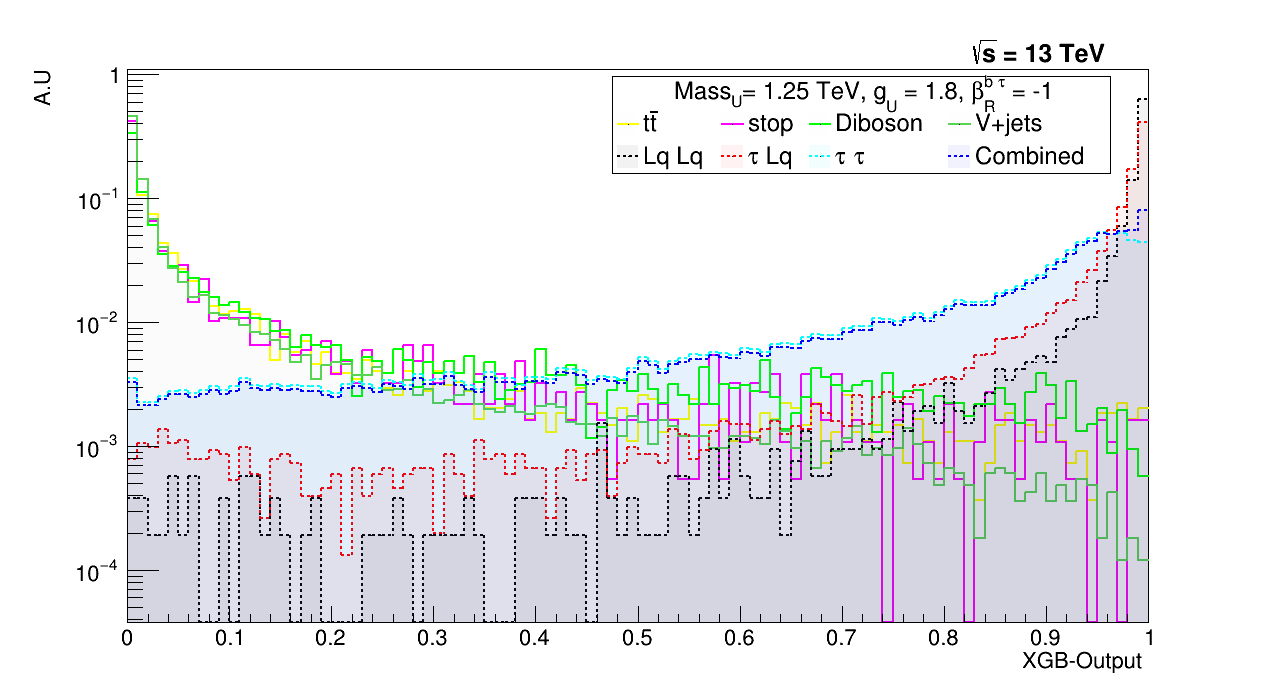 √s = 13 TeV
A.U
Mass_U= 1.25 TeV, g_U = 1.8, β_R^{b τ} = -1
tt̄ stop Diboson V+jets
Lq Lq τ Lq τ τ Combined
1
10⁻¹
10⁻²
10⁻³
10⁻⁴
0 0.1 0.2 0.3 0.4 0.5 0.6 0.7 0.8 0.9 1
XGB-Output